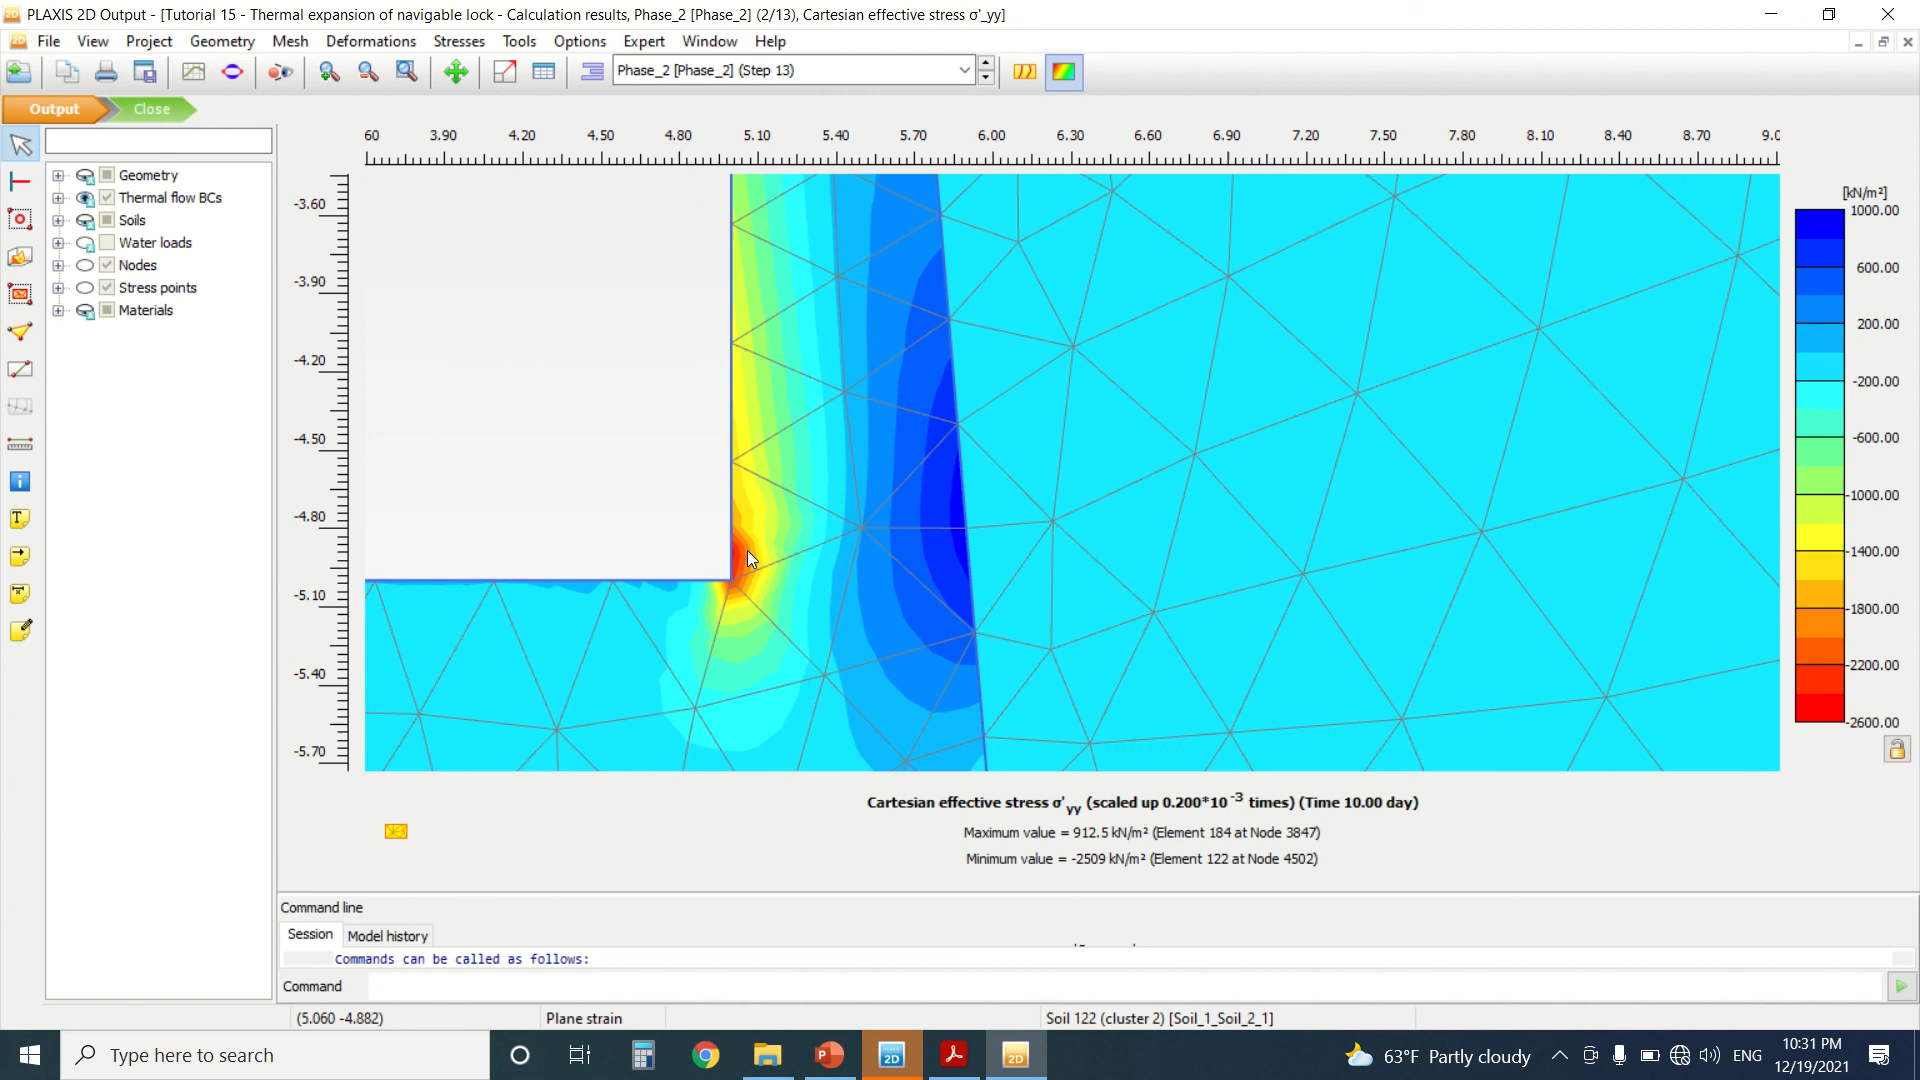 PLAXIS 2D Output - [Tutorial 15 - Thermal expansion of navigable lock - Calculation results, Phase_2 [Phase_2] (2/13), Cartesian effective stress σ'_yy]
File View Project Geometry Mesh Deformations Stresses Tools Options Expert Window Help
Phase_2 [Phase_2] (Step 13)
Output Close
60 3.90 4.20 4.50 4.80 5.10 5.40 5.70 6.00 6.30 6.60 6.90 7.20 7.50 7.80 8.10 8.40 8.70 9.0
Geometry
Thermal flow BCs
Soils
Water loads
Nodes
Stress points
Materials
-3.60
-3.90
-4.20
-4.50
-4.80
-5.10
-5.40
-5.70
[kN/m²]
1000.00
600.00
200.00
-200.00
-600.00
-1000.00
-1400.00
-1800.00
-2200.00
-2600.00
Cartesian effective stress σ'yy (scaled up 0.200*10-3 times) (Time 10.00 day)
Maximum value = 912.5 kN/m² (Element 184 at Node 3847)
Minimum value = -2509 kN/m² (Element 122 at Node 4502)
Command line
Session Model history
Commands can be called as follows:
Command
(5.060 -4.882) Plane strain Soil 122 (cluster 2) [Soil_1_Soil_2_1]
Type here to search
63°F Partly cloudy
ENG
10:31 PM
12/19/2021